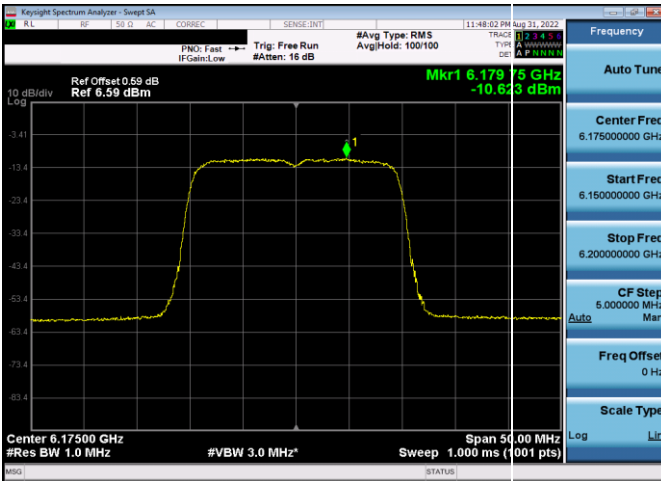 Keysight Spectrum Analyzer - Swept SA
RL RF 50 Ω AC CORREC SENSE:INT 11:48:02 PM Aug 31, 2022
#Avg Type: RMS
Avg|Hold: 100/100
TRACE 1 2 3 4 5 6
TYPE A WWWWW
DET A P N N N N
PNO: Fast
IFGain:Low
Trig: Free Run
#Atten: 16 dB
Frequency
Auto Tune
Mkr1 6.179 75 GHz
-10.623 dBm
Ref Offset 0.59 dB
Ref 6.59 dBm
10 dB/div
Log
1
-3.41
-13.4
-23.4
-33.4
-43.4
-53.4
-63.4
-73.4
-83.4
Center Freq
6.175000000 GHz
Start Freq
6.150000000 GHz
Stop Freq
6.200000000 GHz
CF Step
5.000000 MHz
Auto Man
Freq Offset
0 Hz
Scale Type
Log Lin
Center 6.17500 GHz
Span 50.00 MHz
#Res BW 1.0 MHz
#VBW 3.0 MHz*
Sweep 1.000 ms (1001 pts)
MSG
STATUS